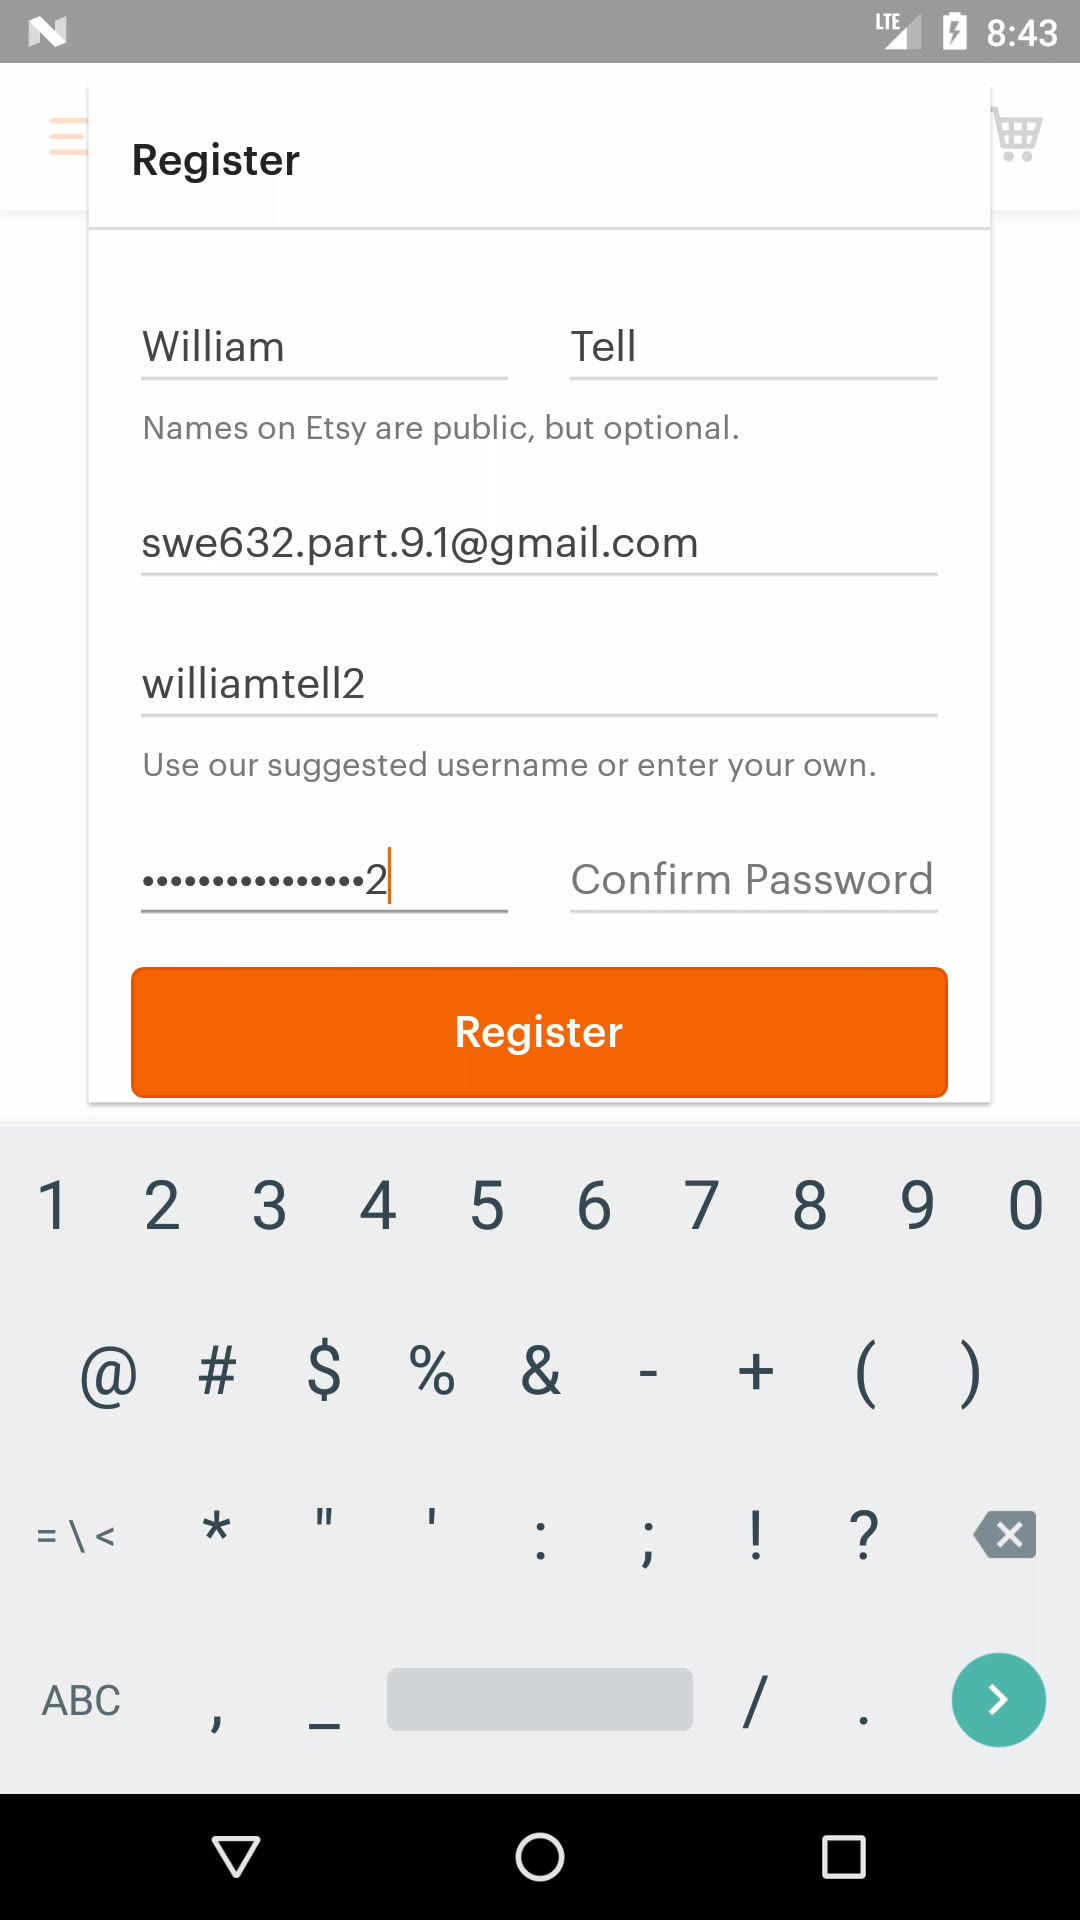 LTE 8:43
Register
William Tell
Names on Etsy are public, but optional.
swe632.part.9.1@gmail.com
williamtell2
Use our suggested username or enter your own.
••••••••••••••••2 Confirm Password
Register
1 2 3 4 5 6 7 8 9 0
@ # $ % & - + ( )
= \ < * " ' : ; ! ?
ABC , _ / .